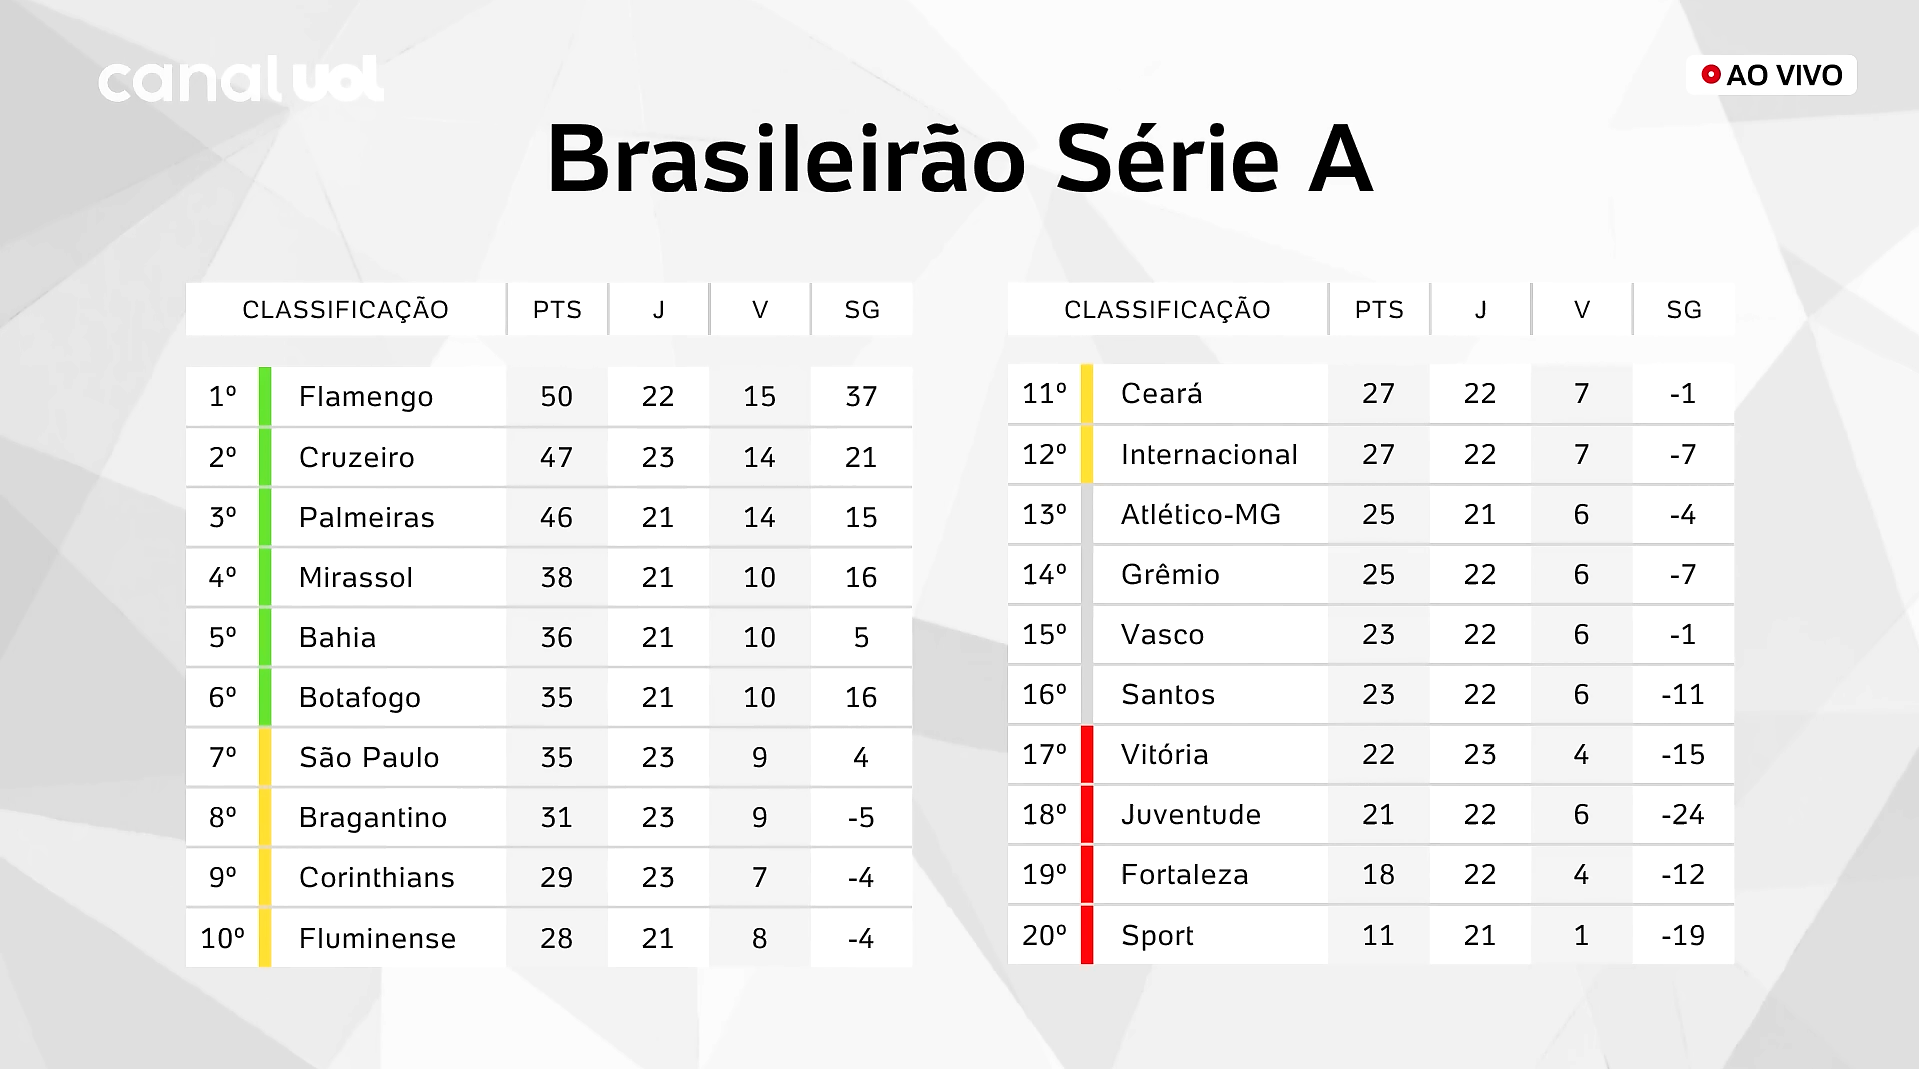 canal uol
AO VIVO
Brasileirão Série A
CLASSIFICAÇÃO PTS J V SG
1º Flamengo 50 22 15 37
2º Cruzeiro 47 23 14 21
3º Palmeiras 46 21 14 15
4º Mirassol 38 21 10 16
5º Bahia 36 21 10 5
6º Botafogo 35 21 10 16
7º São Paulo 35 23 9 4
8º Bragantino 31 23 9 -5
9º Corinthians 29 23 7 -4
10º Fluminense 28 21 8 -4
CLASSIFICAÇÃO PTS J V SG
11º Ceará 27 22 7 -1
12º Internacional 27 22 7 -7
13º Atlético-MG 25 21 6 -4
14º Grêmio 25 22 6 -7
15º Vasco 23 22 6 -1
16º Santos 23 22 6 -11
17º Vitória 22 23 4 -15
18º Juventude 21 22 6 -24
19º Fortaleza 18 22 4 -12
20º Sport 11 21 1 -19